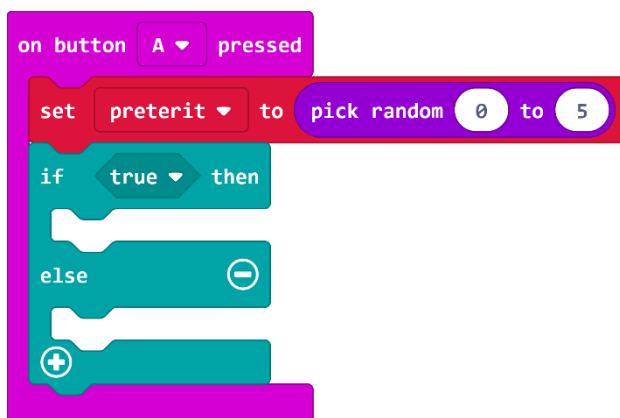 on button A pressed
set preterit to pick random 0 to 5
if true then
else